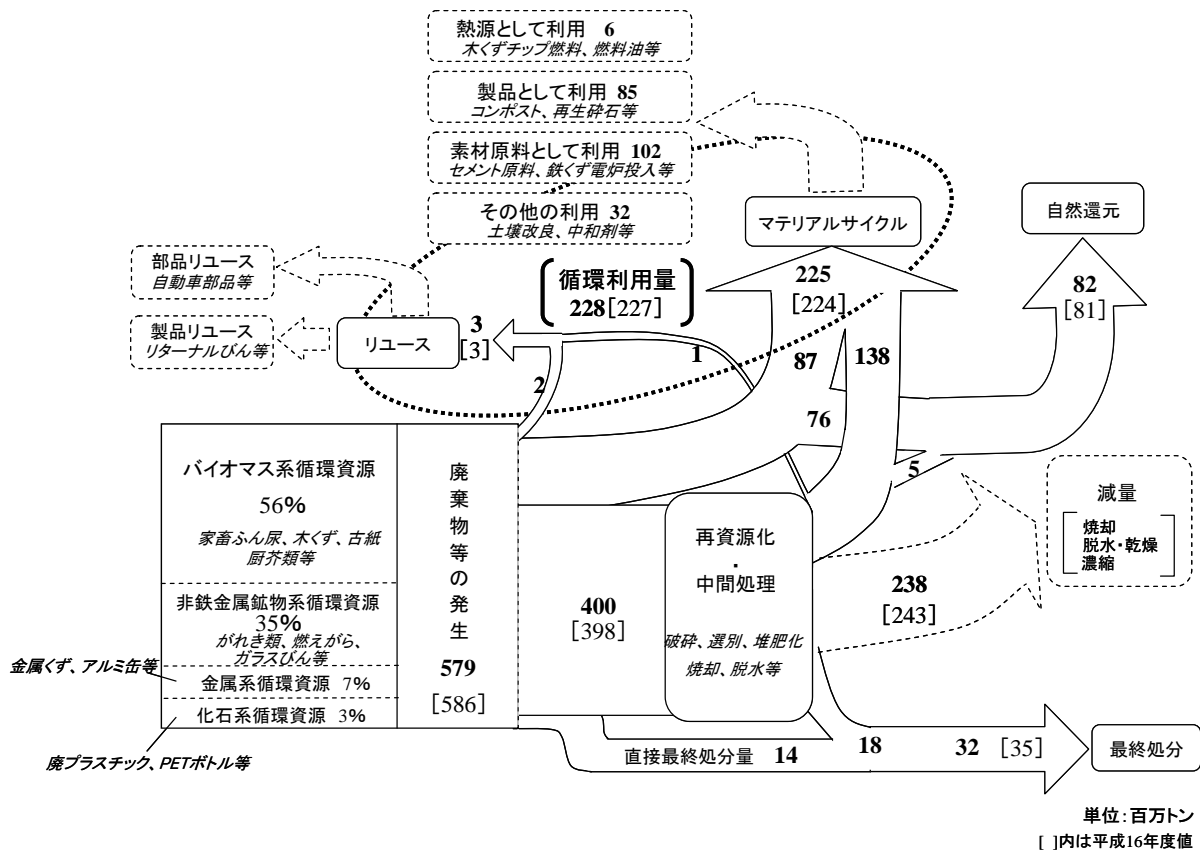 熱源として利用 6
木くずチップ燃料、燃料油等
製品として利用 85
コンポスト、再生砕石等
素材原料として利用 102
セメント原料、鉄くず電炉投入等
その他の利用 32
土壌改良、中和剤等
マテリアルサイクル
自然還元
部品リユース
自動車部品等
製品リユース
リターナルびん等
リユース
3
[3]
循環利用量
228[227]
225
[224]
82
[81]
1
2
87
138
76
5
バイオマス系循環資源
56%
家畜ふん尿、木くず、古紙
厨芥類等
非鉄金属鉱物系循環資源
35%
がれき類、燃えがら、
ガラスびん等
金属くず、アルミ缶等
金属系循環資源 7%
化石系循環資源 3%
廃プラスチック、PETボトル等
廃棄物等の発生
579
[586]
400
[398]
再資源化
・
中間処理
破砕、選別、堆肥化
焼却、脱水等
減量
焼却
脱水・乾燥
濃縮
238
[243]
直接最終処分量 14
18
32 [35]
最終処分
単位:百万トン
[ ]内は平成16年度値